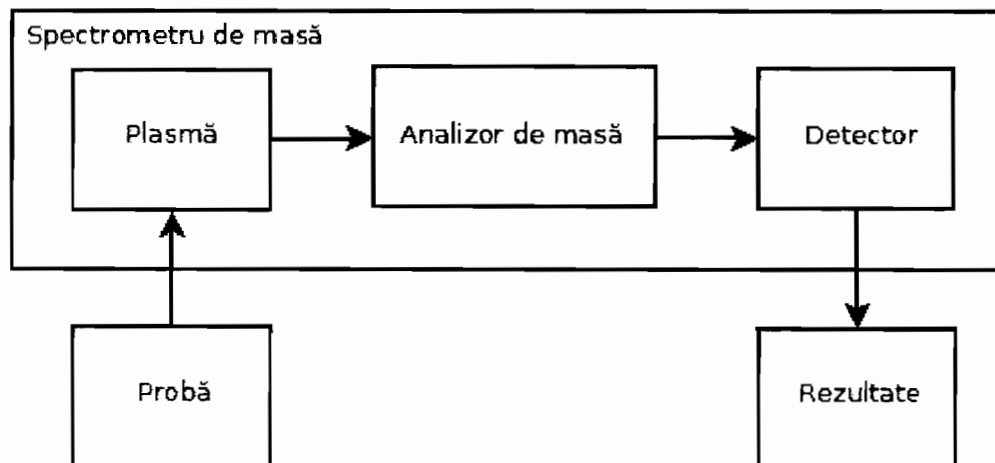 Spectrometru de masă
Plasmă
Analizor de masă
Detector
Probă
Rezultate